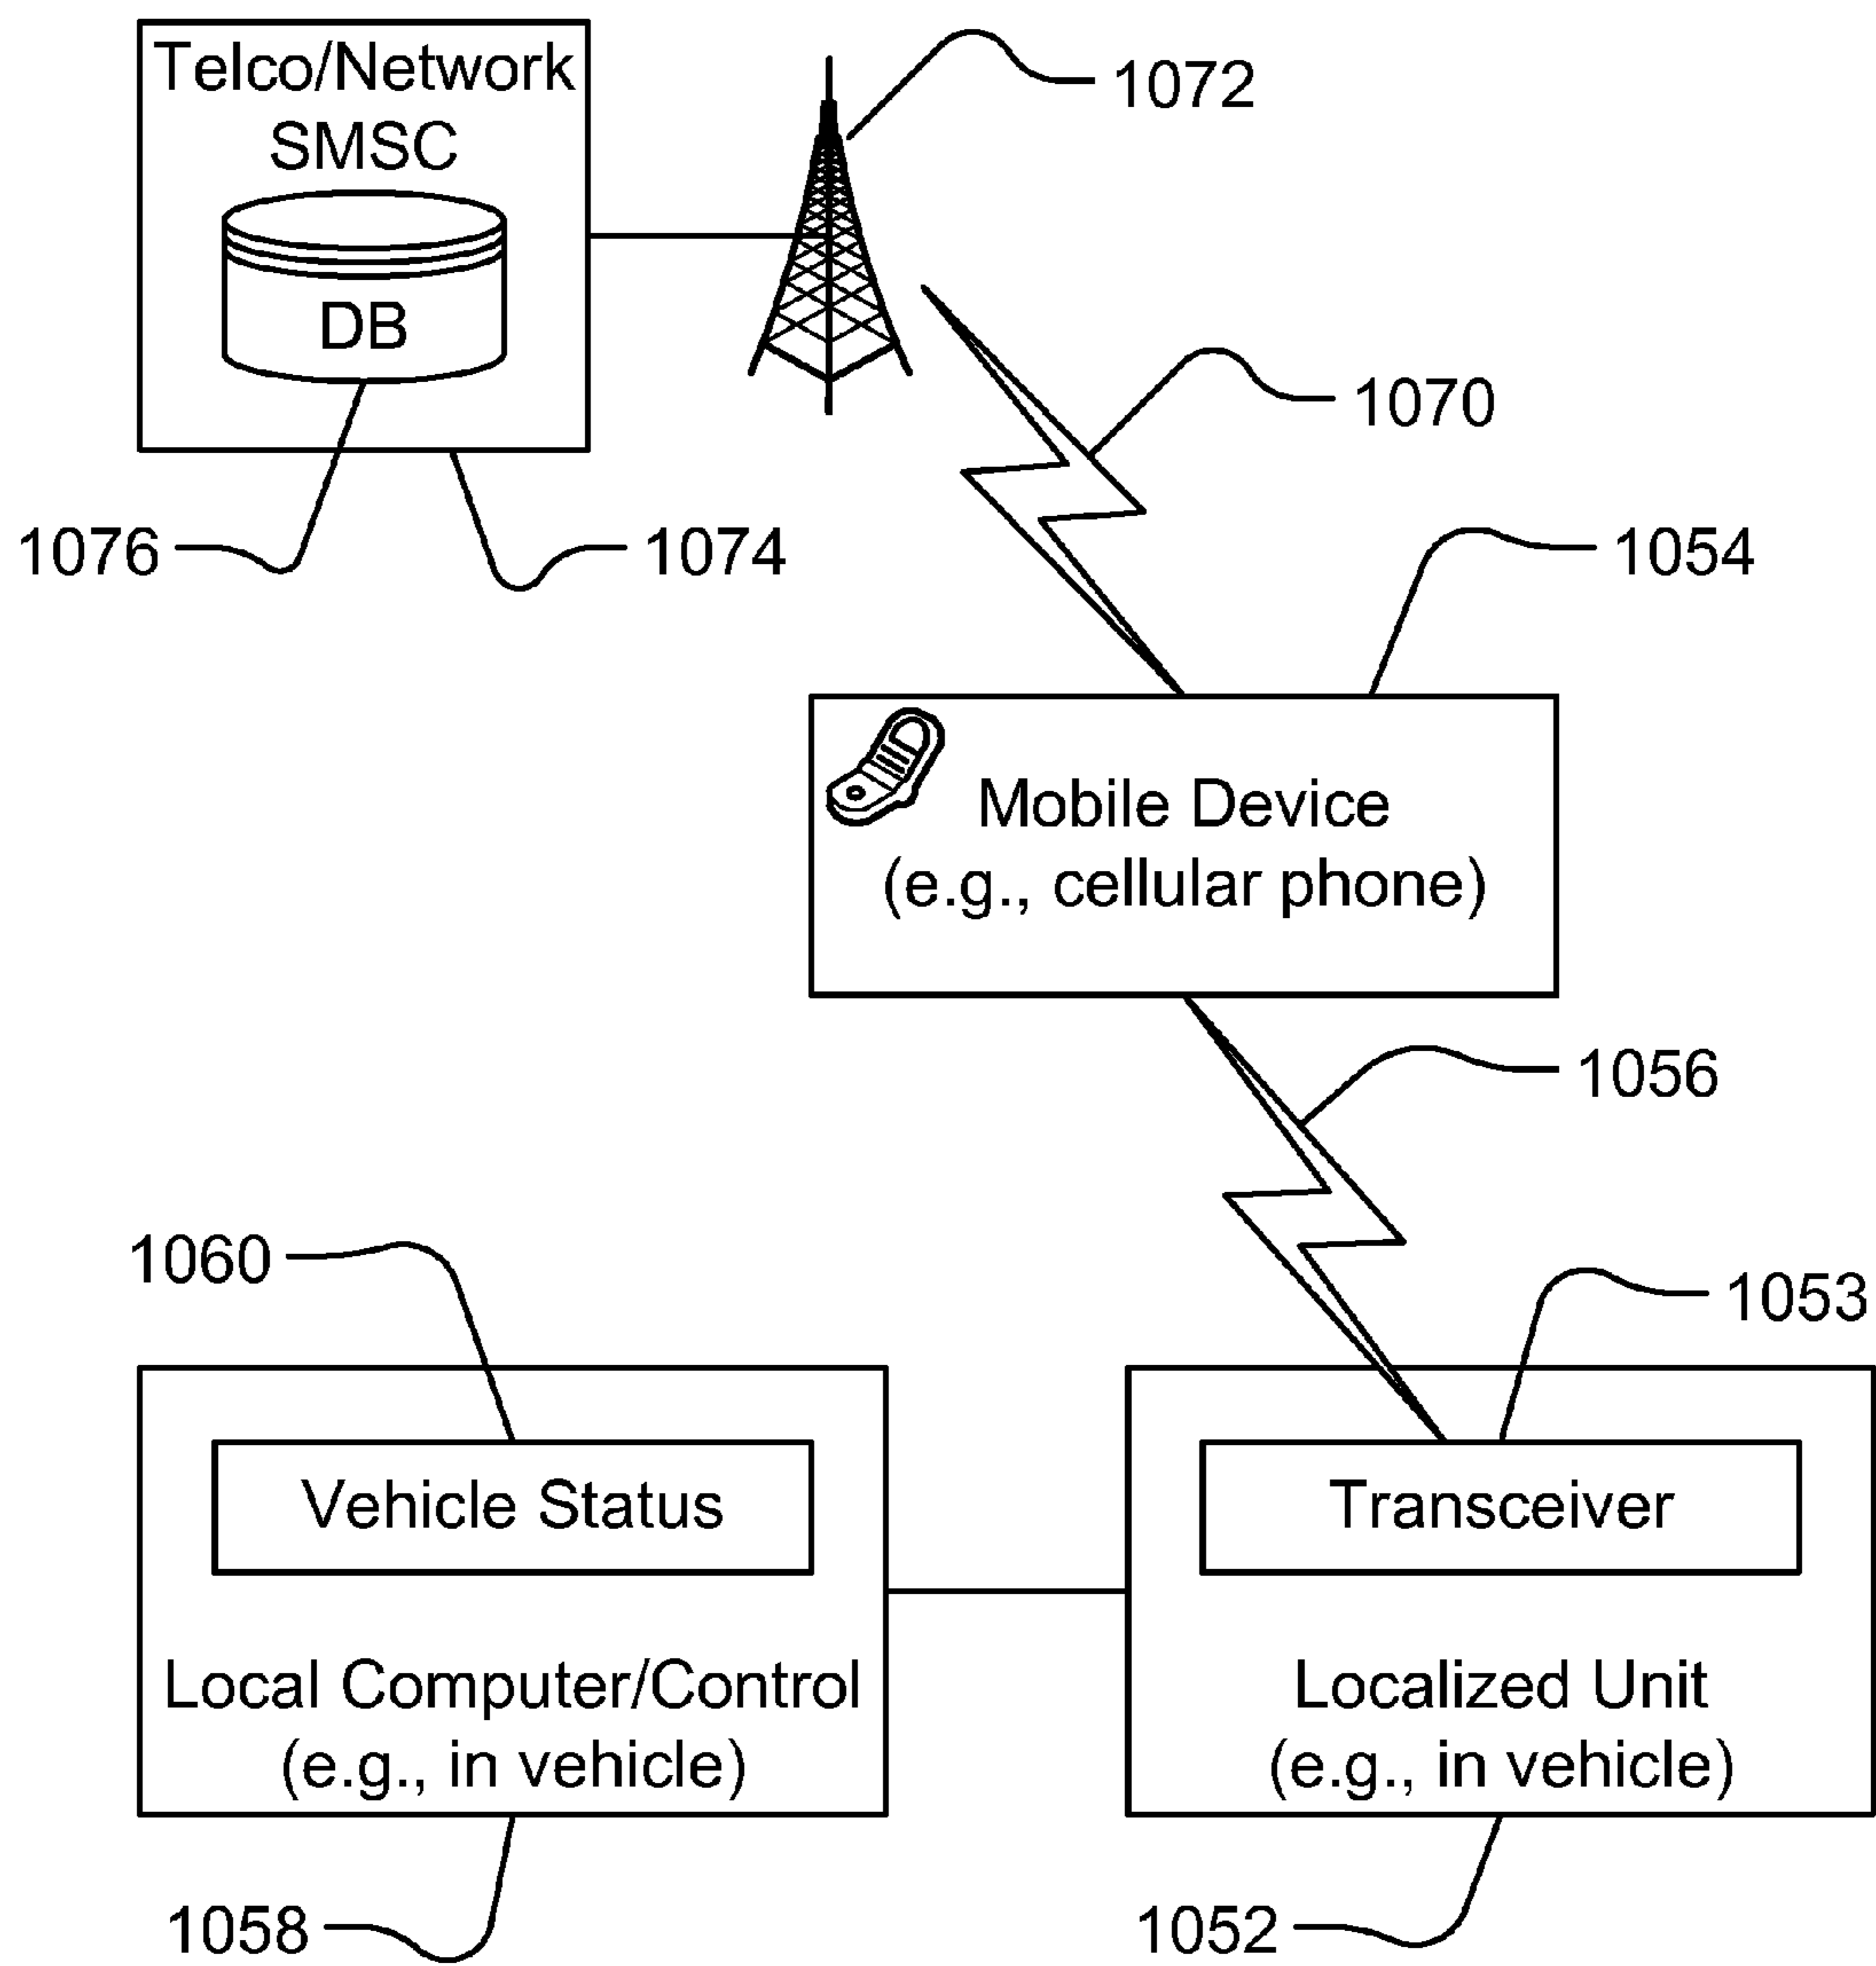 Telco/Network
SMSC
DB
1072
1070
1076
1074
1054
Mobile Device
(e.g., cellular phone)
1056
1060
1053
Vehicle Status
Local Computer/Control
(e.g., in vehicle)
Transceiver
Localized Unit
(e.g., in vehicle)
1058
1052